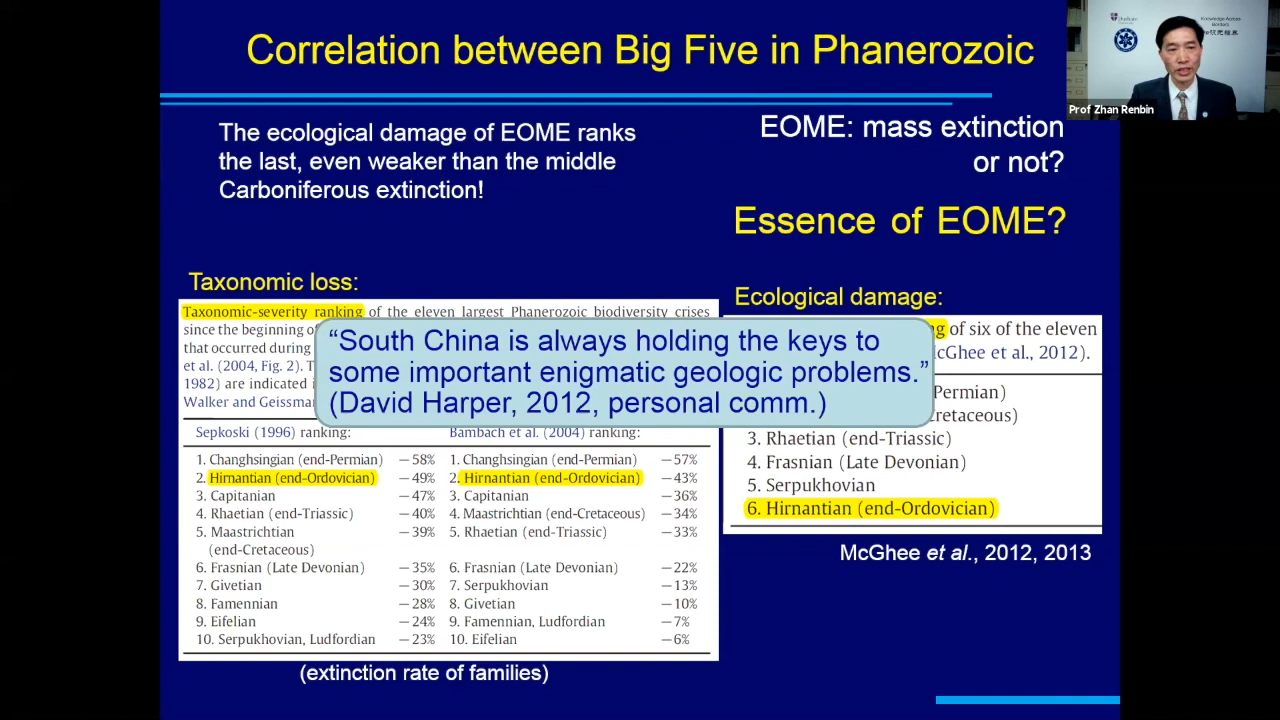 Correlation between Big Five in Phanerozoic
Knowledge Across
Borders
Prof Zhan Renbin
The ecological damage of EOME ranks
the last, even weaker than the middle
Carboniferous extinction!
EOME: mass extinction
or not?
Essence of EOME?
Taxonomic loss:
Taxonomic-severity ranking of the eleven largest Phanerozoic biodiversity crises
since the beginning of
that occurred during
et al. (2004, Fig. 2). T
1982) are indicated i
Walker and Geissma
"South China is always holding the keys to
some important enigmatic geologic problems."
(David Harper, 2012, personal comm.)
Sepkoski (1996) ranking: Bambach et al. (2004) ranking:
1. Changhsingian (end-Permian) −58% 1. Changhsingian (end-Permian) −57%
2. Hirnantian (end-Ordovician) −49% 2. Hirnantian (end-Ordovician) −43%
3. Capitanian −47% 3. Capitanian −36%
4. Rhaetian (end-Triassic) −40% 4. Maastrichtian (end-Cretaceous) −34%
5. Maastrichtian −39% 5. Rhaetian (end-Triassic) −33%
(end-Cretaceous)
6. Frasnian (Late Devonian) −35% 6. Frasnian (Late Devonian) −22%
7. Givetian −30% 7. Serpukhovian −13%
8. Famennian −28% 8. Givetian −10%
9. Eifelian −24% 9. Famennian, Ludfordian −7%
10. Serpukhovian, Ludfordian −23% 10. Eifelian −6%
(extinction rate of families)
Ecological damage:
ng of six of the eleven
McGhee et al., 2012).
Permian)
retaceous)
3. Rhaetian (end-Triassic)
4. Frasnian (Late Devonian)
5. Serpukhovian
6. Hirnantian (end-Ordovician)
McGhee et al., 2012, 2013